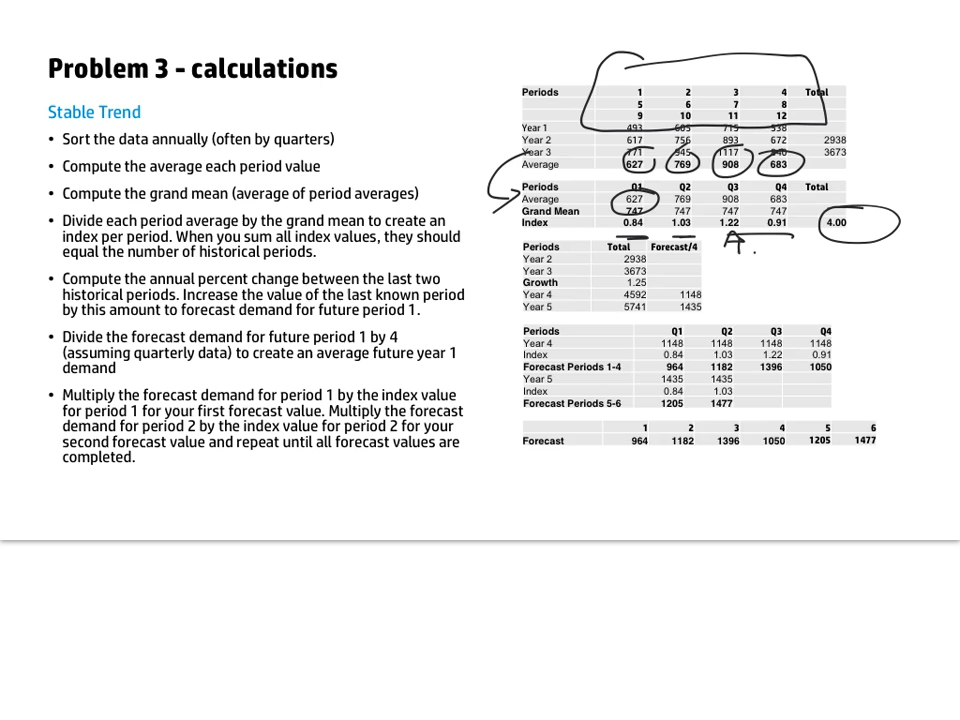 Problem 3 - calculations
Stable Trend
• Sort the data annually (often by quarters)
• Compute the average each period value
• Compute the grand mean (average of period averages)
• Divide each period average by the grand mean to create an
index per period. When you sum all index values, they should
equal the number of historical periods.
• Compute the annual percent change between the last two
historical periods. Increase the value of the last known period
by this amount to forecast demand for future period 1.
• Divide the forecast demand for future period 1 by 4
(assuming quarterly data) to create an average future year 1
demand
• Multiply the forecast demand for period 1 by the index value
for period 1 for your first forecast value. Multiply the forecast
demand for period 2 by the index value for period 2 for your
second forecast value and repeat until all forecast values are
completed.
Periods 1 2 3 4 Total
5 6 7 8
9 10 11 12
Year 1 493 605 715 538
Year 2 617 756 893 672 2938
Year 3 771 945 1117 840 3673
Average 627 769 908 683
Periods Q1 Q2 Q3 Q4 Total
Average 627 769 908 683
Grand Mean 747 747 747 747
Index 0.84 1.03 1.22 0.91 4.00
A.
Periods Total Forecast/4
Year 2 2938
Year 3 3673
Growth 1.25
Year 4 4592 1148
Year 5 5741 1435
Periods Q1 Q2 Q3 Q4
Year 4 1148 1148 1148 1148
Index 0.84 1.03 1.22 0.91
Forecast Periods 1-4 964 1182 1396 1050
Year 5 1435 1435
Index 0.84 1.03
Forecast Periods 5-6 1205 1477
1 2 3 4 5 6
Forecast 964 1182 1396 1050 1205 1477